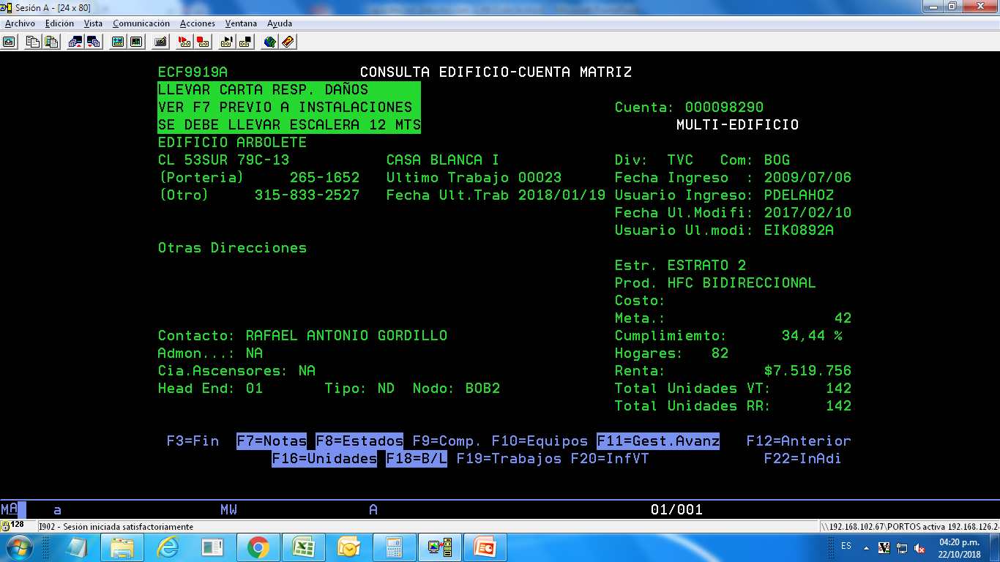 Sesión A - [24 x 80]
Archivo Edición Vista Comunicación Acciones Ventana Ayuda
ECF9919A CONSULTA EDIFICIO-CUENTA MATRIZ
LLEVAR CARTA RESP. DAÑOS
VER F7 PREVIO A INSTALACIONES Cuenta: 000098290
SE DEBE LLEVAR ESCALERA 12 MTS MULTI-EDIFICIO
EDIFICIO ARBOLETE
CL 53SUR 79C-13 CASA BLANCA I Div: TVC Com: BOG
(Porteria) 265-1652 Ultimo Trabajo 00023 Fecha Ingreso : 2009/07/06
(Otro) 315-833-2527 Fecha Ult.Trab 2018/01/19 Usuario Ingreso: PDELAHOZ
Fecha Ul.Modifi: 2017/02/10
Usuario Ul.modi: EIK0892A
Otras Direcciones
Estr. ESTRATO 2
Prod. HFC BIDIRECCIONAL
Costo:
Meta.: 42
Contacto: RAFAEL ANTONIO GORDILLO Cumplimiemto: 34,44 %
Admon...: NA Hogares: 82
Cia.Ascensores: NA Renta: $7.519.756
Head End: 01 Tipo: ND Nodo: BOB2 Total Unidades VT: 142
Total Unidades RR: 142
F3=Fin F7=Notas F8=Estados F9=Comp. F10=Equipos F11=Gest.Avanz F12=Anterior
F16=Unidades F18=B/L F19=Trabajos F20=InfVT F22=InAdi
MA a MW A 01/001
128 I902 - Sesión iniciada satisfactoriamente \\192.168.102.67\PORTOS activa 192.168.126.2
ES 04:20 p.m.
22/10/2018